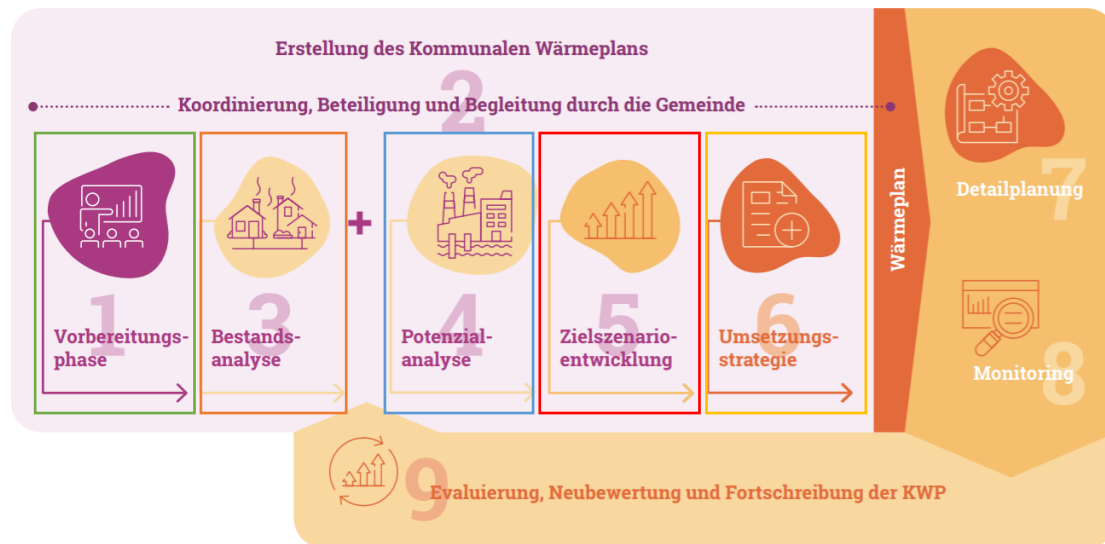 Erstellung des Kommunalen Wärmeplans
2
Koordinierung, Beteiligung und Begleitung durch die Gemeinde
1
Vorbereitungs-
phase
3
Bestands-
analyse
+
4
Potenzial-
analyse
5
Zielszenario-
entwicklung
6
Umsetzungs-
strategie
Wärmeplan
7
Detailplanung
8
Monitoring
9
Evaluierung, Neubewertung und Fortschreibung der KWP